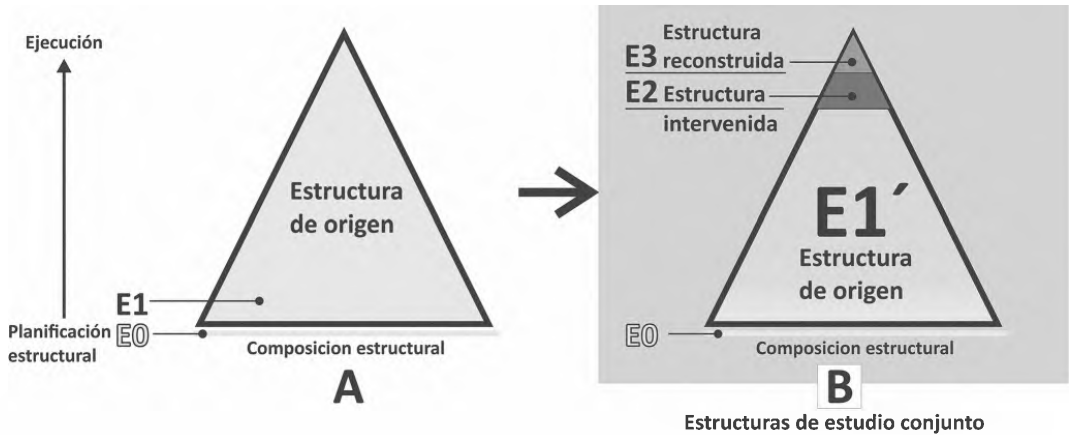 Ejecución
Planificación
estructural
Estructura
de origen
E1
E0
Composicion estructural
A
Estructura
E3 reconstruida
E2 Estructura
intervenida
E1´
Estructura
de origen
E0
Composicion estructural
B
Estructuras de estudio conjunto